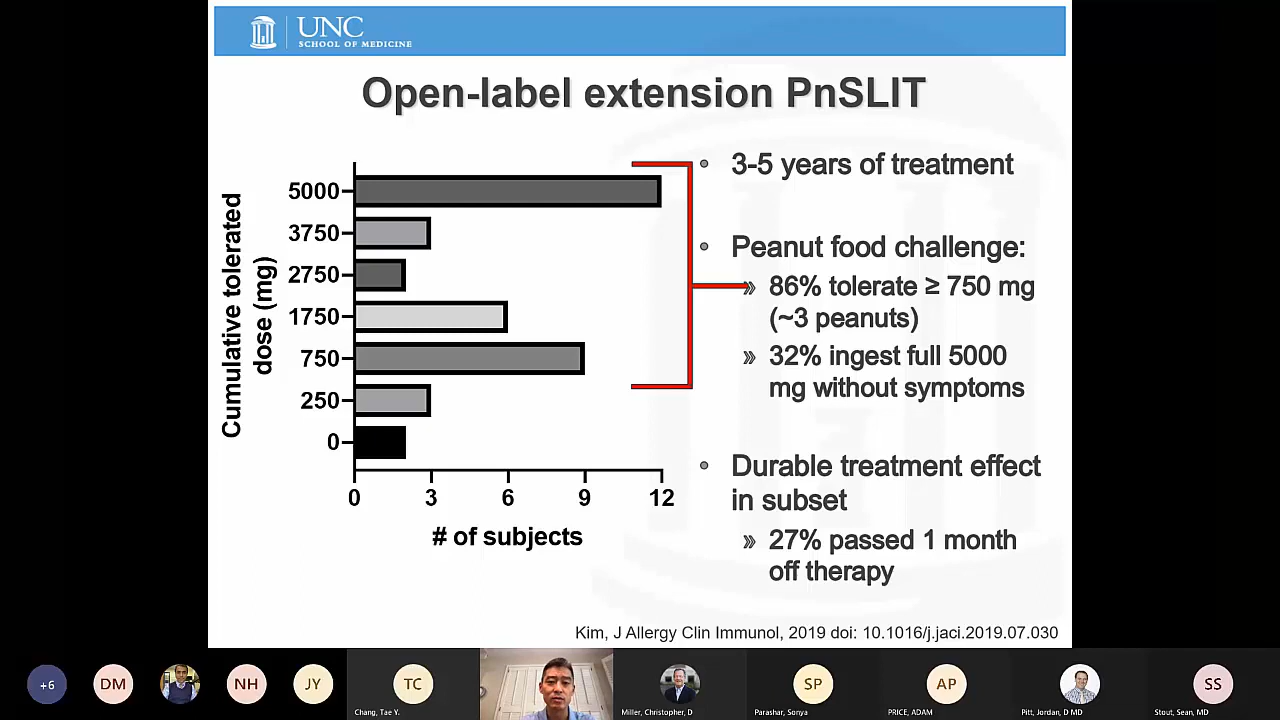 UNC
SCHOOL OF MEDICINE
Open-label extension PnSLIT
Cumulative tolerated
dose (mg)
5000
3750
2750
1750
750
250
0
0 3 6 9 12
# of subjects
• 3-5 years of treatment
• Peanut food challenge:
» 86% tolerate ≥ 750 mg
(~3 peanuts)
» 32% ingest full 5000
mg without symptoms
• Durable treatment effect
in subset
» 27% passed 1 month
off therapy
Kim, J Allergy Clin Immunol, 2019 doi: 10.1016/j.jaci.2019.07.030
+6
DM
NH
JY
TC
Chang, Tae Y.
Miller, Christopher, D
SP
Parashar, Sonya
AP
PRICE, ADAM
Pitt, Jordan, D MD
SS
Stout, Sean, MD